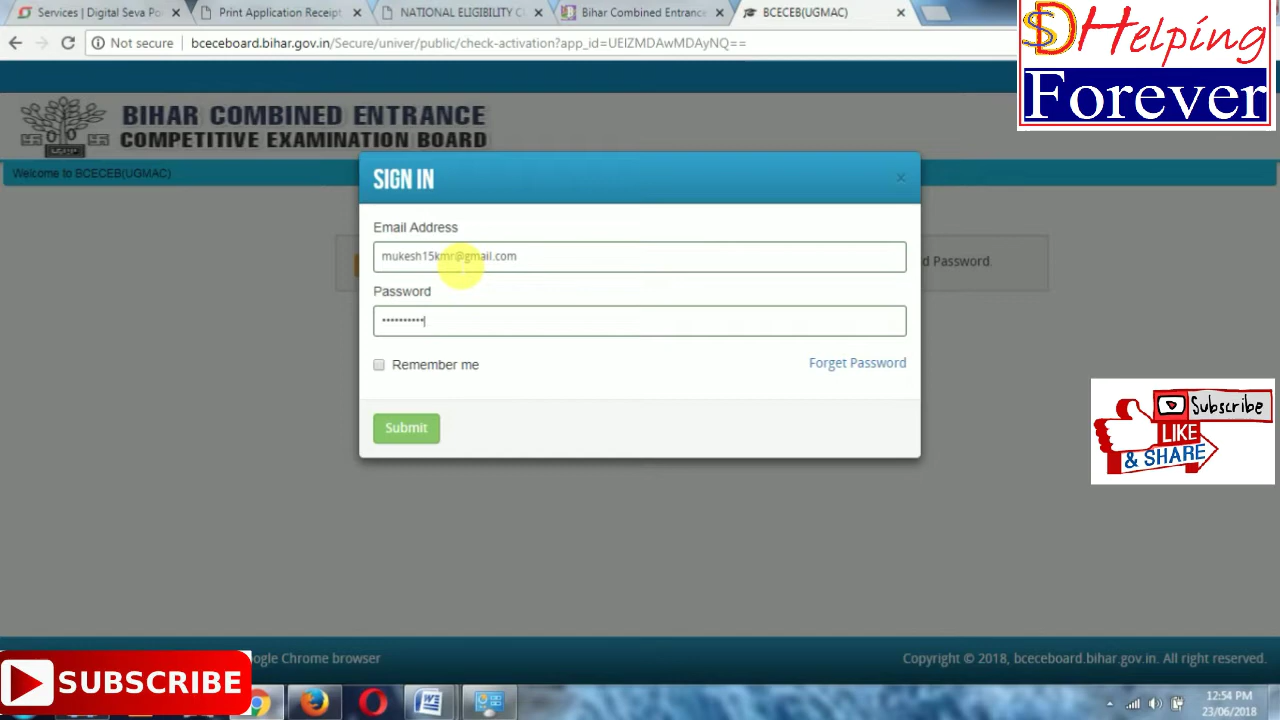 Services | Digital Seva Po
Print Application Receipt
NATIONAL ELIGIBILITY C
Bihar Combined Entrance
BCECEB(UGMAC)
Not secure
bceceboard.bihar.gov.in/Secure/univer/public/check-activation?app_id=UEIZMDAwMDAyNQ==
SDHelping
Forever
BIHAR COMBINED ENTRANCE
COMPETITIVE EXAMINATION BOARD
Welcome to BCECEB(UGMAC)
SIGN IN
Email Address
mukesh15kmr@gmail.com
d Password.
Password
Remember me
Forget Password
Submit
Subscribe
LIKE
& SHARE
ogle Chrome browser
Copyright © 2018, bceceboard.bihar.gov.in. All right reserved.
SUBSCRIBE
12:54 PM
23/06/2018